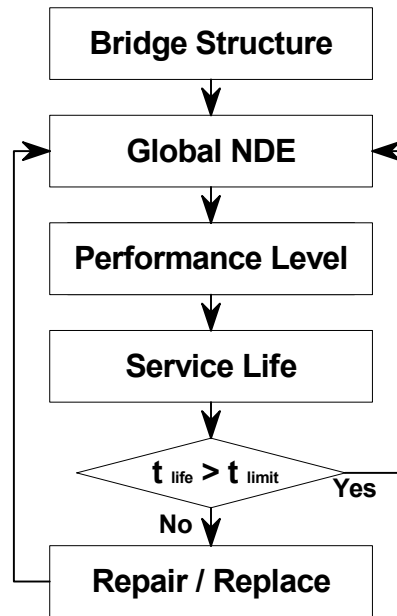 Bridge Structure
Global NDE
Performance Level
Service Life
t life > t limit
Yes
No
Repair / Replace